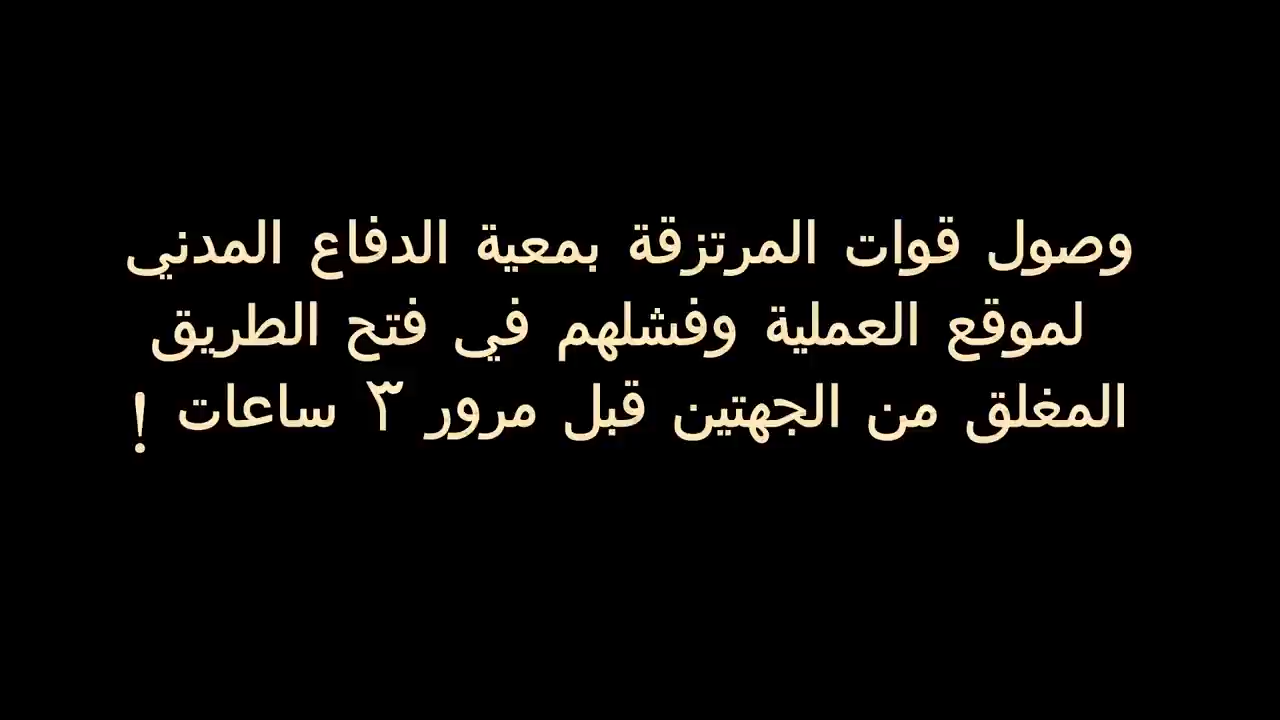 وصول قوات المرتزقة بمعية الدفاع المدني
لموقع العملية وفشلهم في فتح الطريق
المغلق من الجهتين قبل مرور ٣ ساعات !